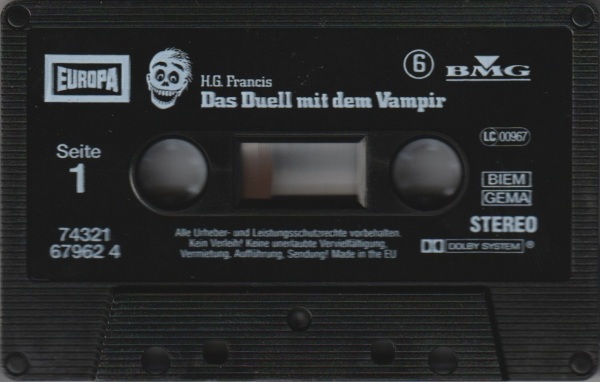 EUROPA
H.G. Francis
Das Duell mit dem Vampir
6
BMG
LC 00967
Seite
1
BIEM
GEMA
74321
67962 4
STEREO
DOLBY SYSTEM ®
Alle Urheber- und Leistungsschutzrechte vorbehalten.
Kein Verleih! Keine unerlaubte Vervielfältigung,
Vermietung, Aufführung, Sendung! Made in the EU